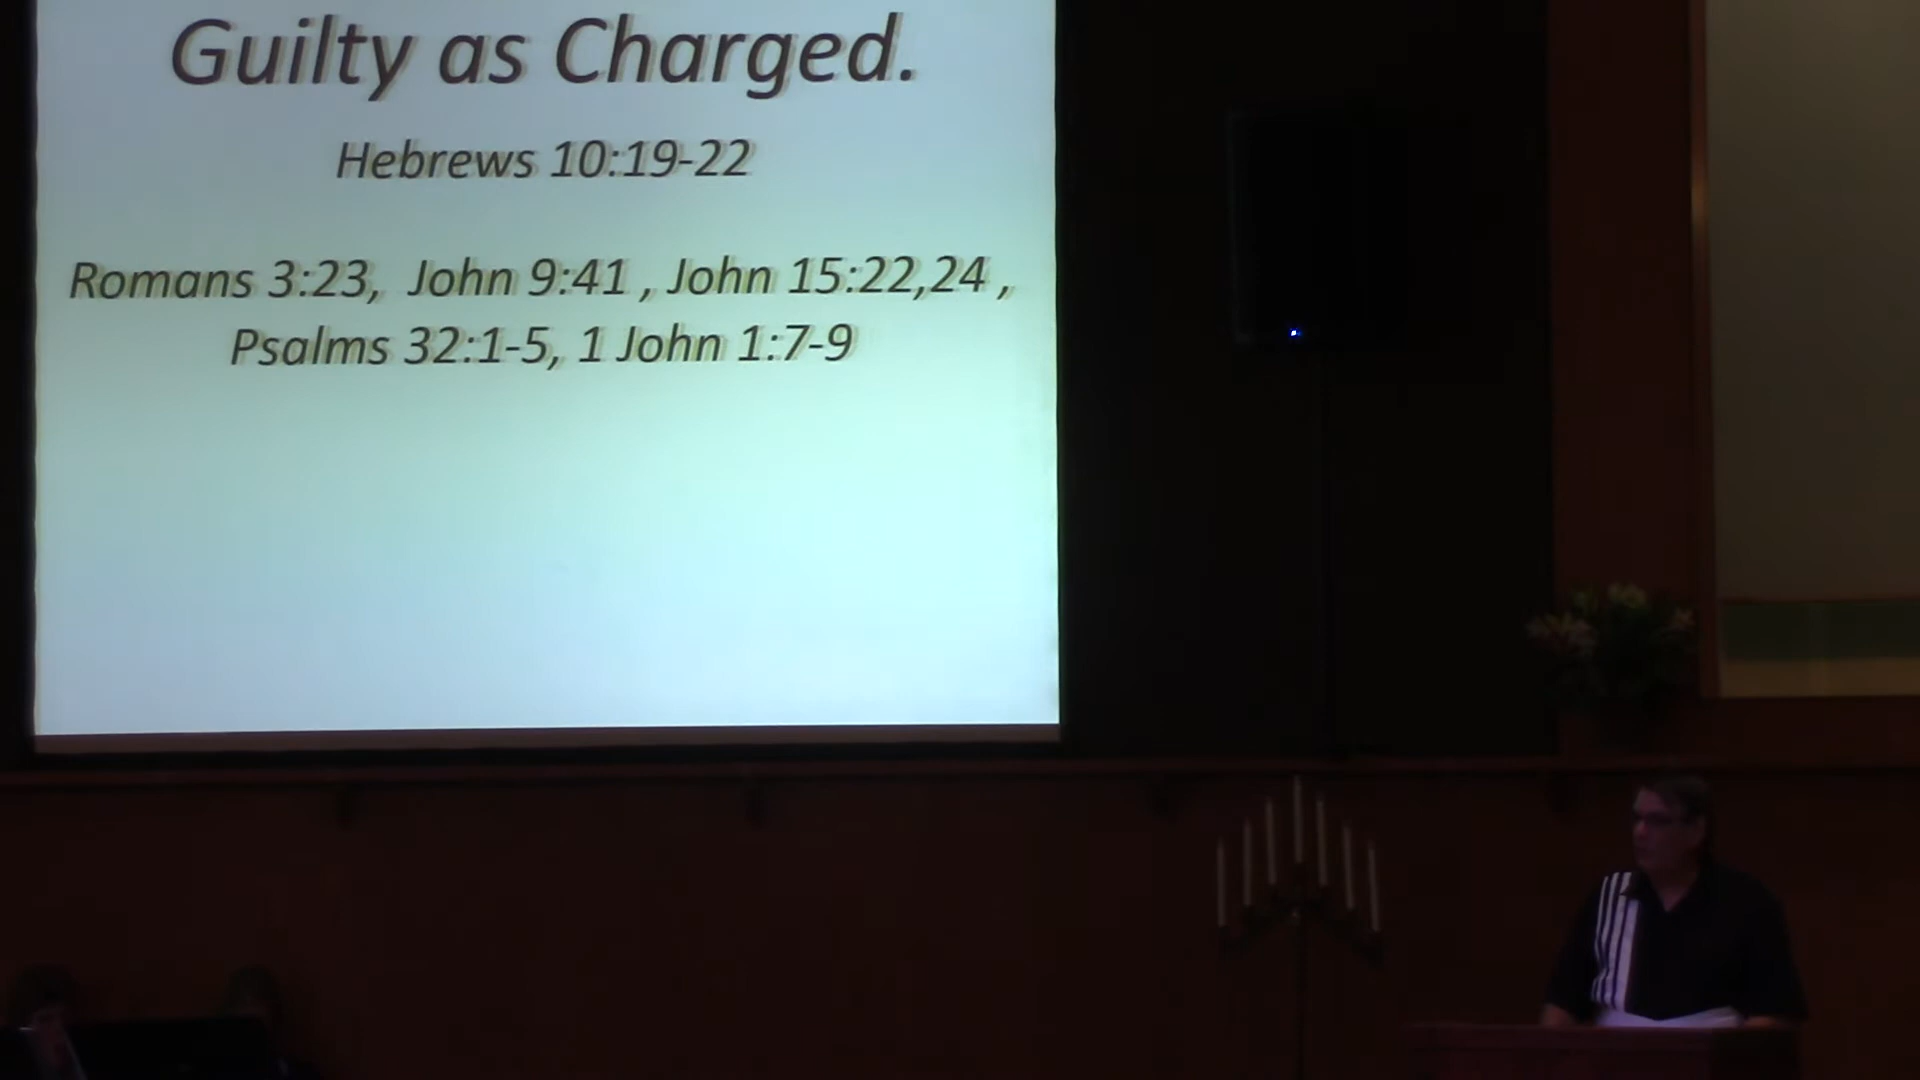 Guilty as Charged.
Hebrews 10:19-22
Romans 3:23, John 9:41 , John 15:22,24 ,
Psalms 32:1-5, 1 John 1:7-9